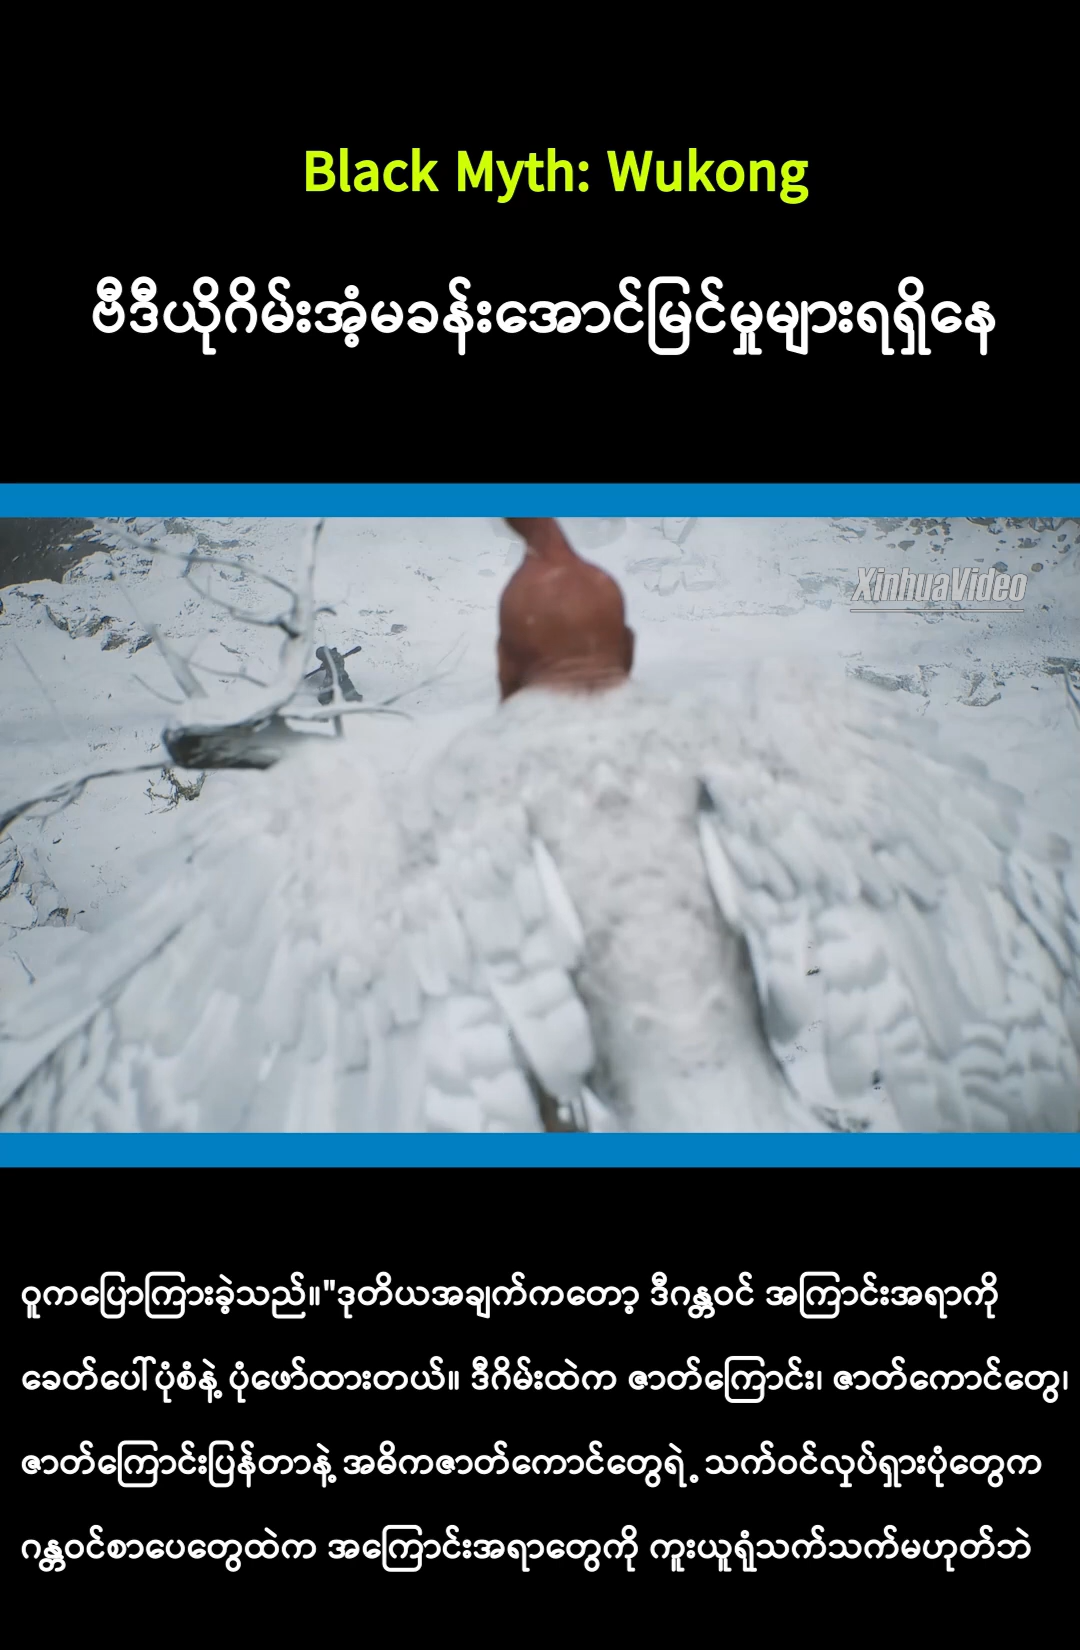 Black Myth: Wukong
ဗီဒီယိုဂိမ်းအံ့မခန်းအောင်မြင်မှုများရရှိနေ
XinhuaVideo
ဝူကပြောကြားခဲ့သည်။"ဒုတိယအချက်ကတော့ ဒီဂန္တဝင် အကြာင်းအရာကို
ခေတ်ပေါ်ပုံစံနဲ့ ပုံဖော်ထားတယ်။ ဒီဂိမ်းထဲက ဇာတ်ကြောင်း၊ ဇာတ်ကောင်တွေ၊
ဇာတ်ကြောင်းပြန်တာနဲ့ အဓိကဇာတ်ကောင်တွေရဲ့ သက်ဝင်လှုပ်ရှားပုံတွေက
ဂန္တဝင်စာပေတွေထဲက အကြောင်းအရာတွေကို ကူးယူရုံသက်သက်မဟုတ်ဘဲ